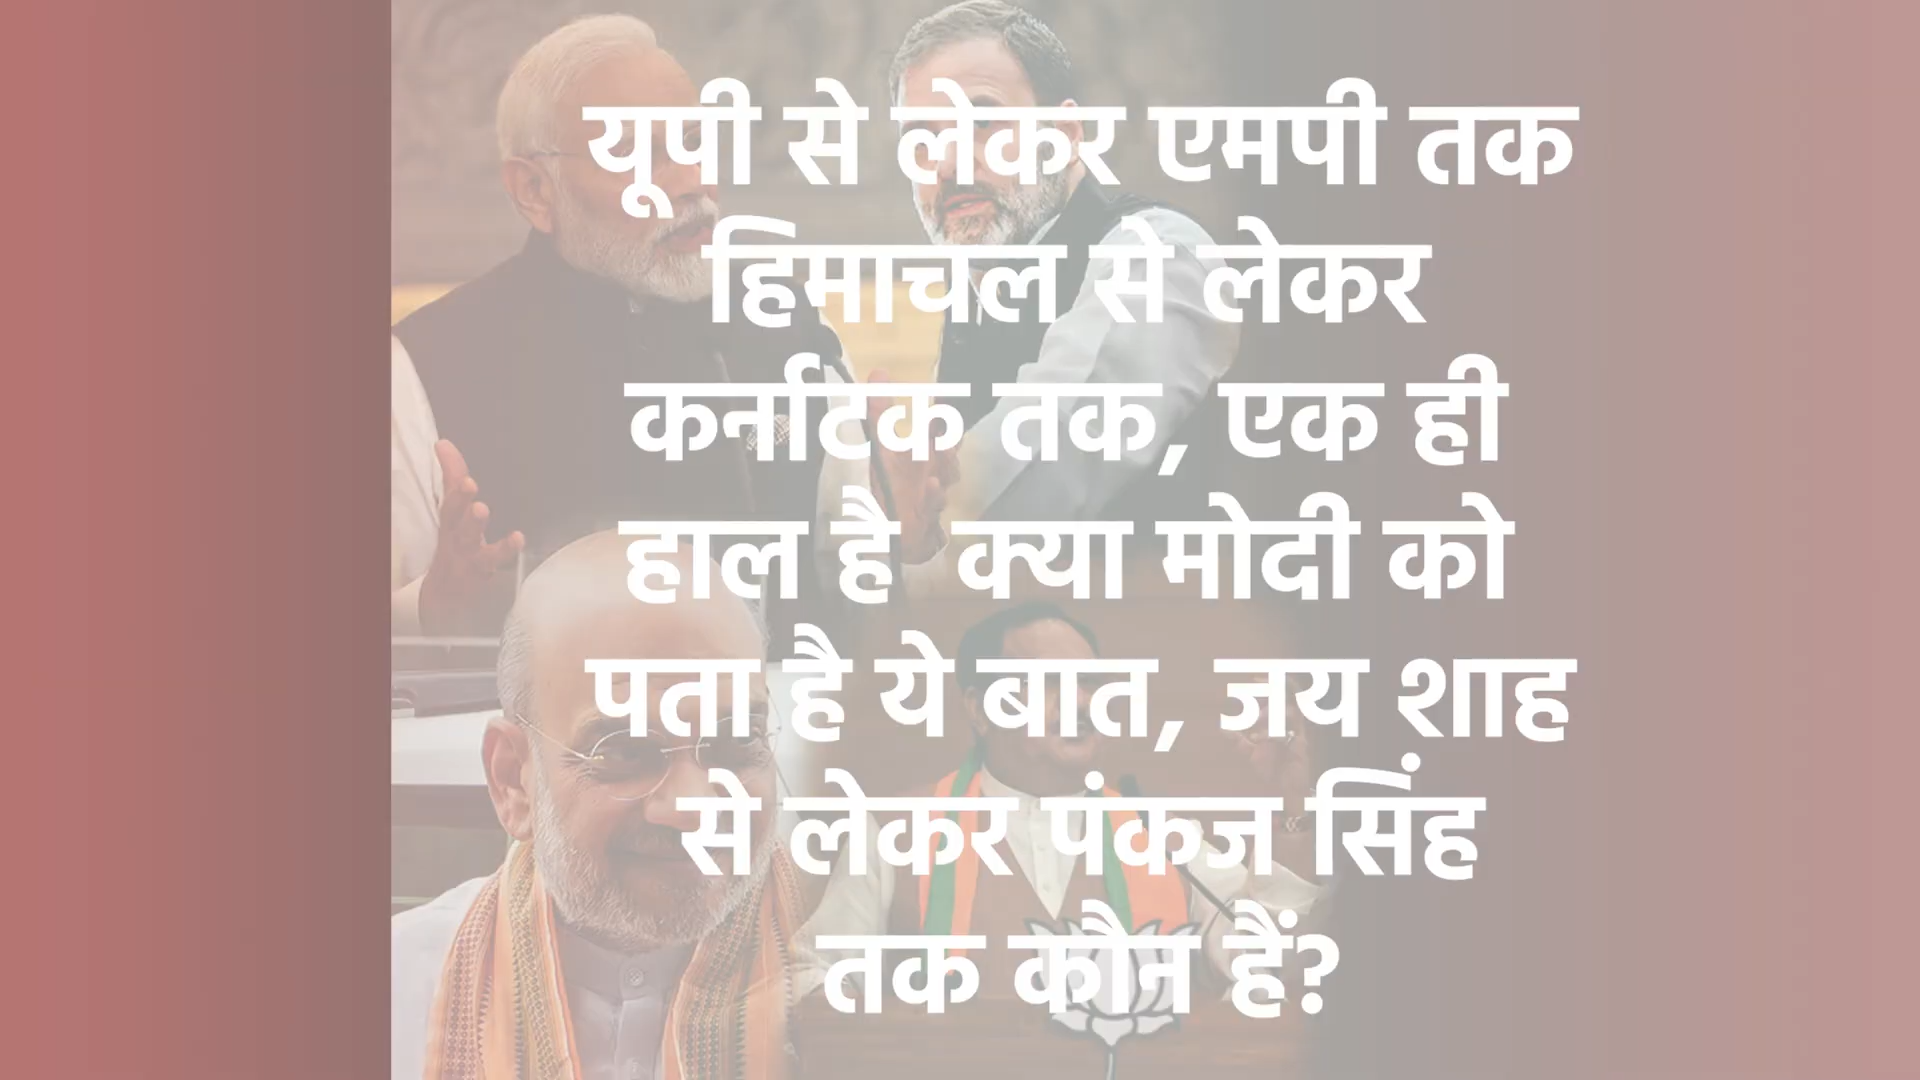 यूपी से लेकर एमपी तक
हिमाचल से लेकर
कर्नाटक तक, एक ही
हाल है  क्या मोदी को
पता है ये बात, जय शाह
से लेकर पंकज सिंह
तक कौन हैं?